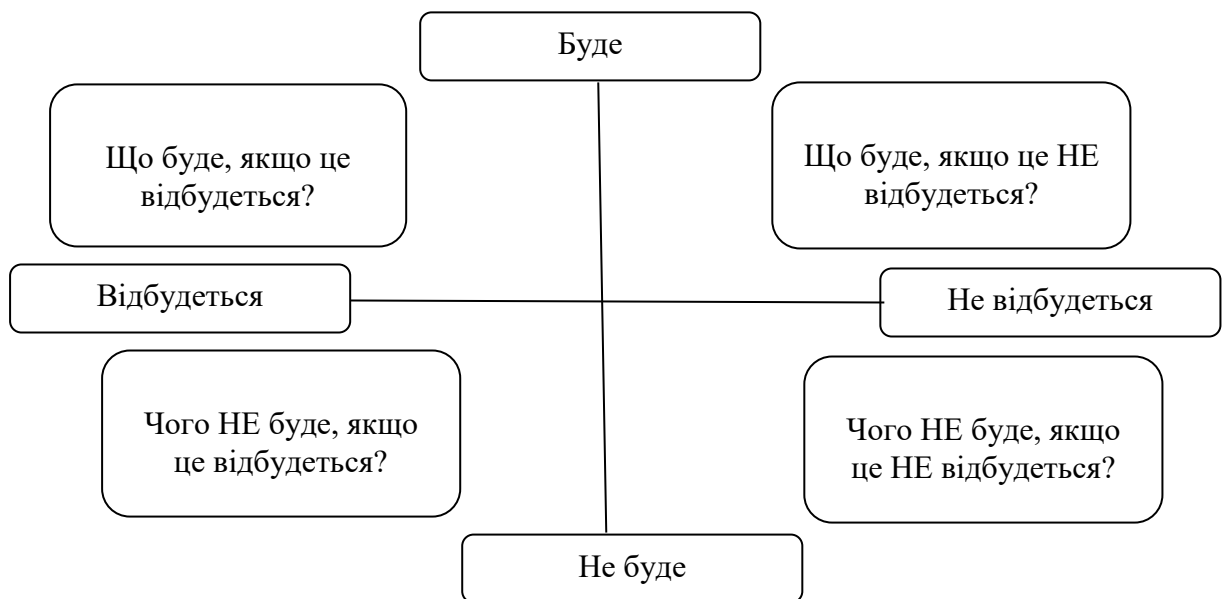 Буде
Що буде, якщо це
відбудеться?
Що буде, якщо це НЕ
відбудеться?
Відбудеться
Не відбудеться
Чого НЕ буде, якщо
це відбудеться?
Чого НЕ буде, якщо
це НЕ відбудеться?
Не буде